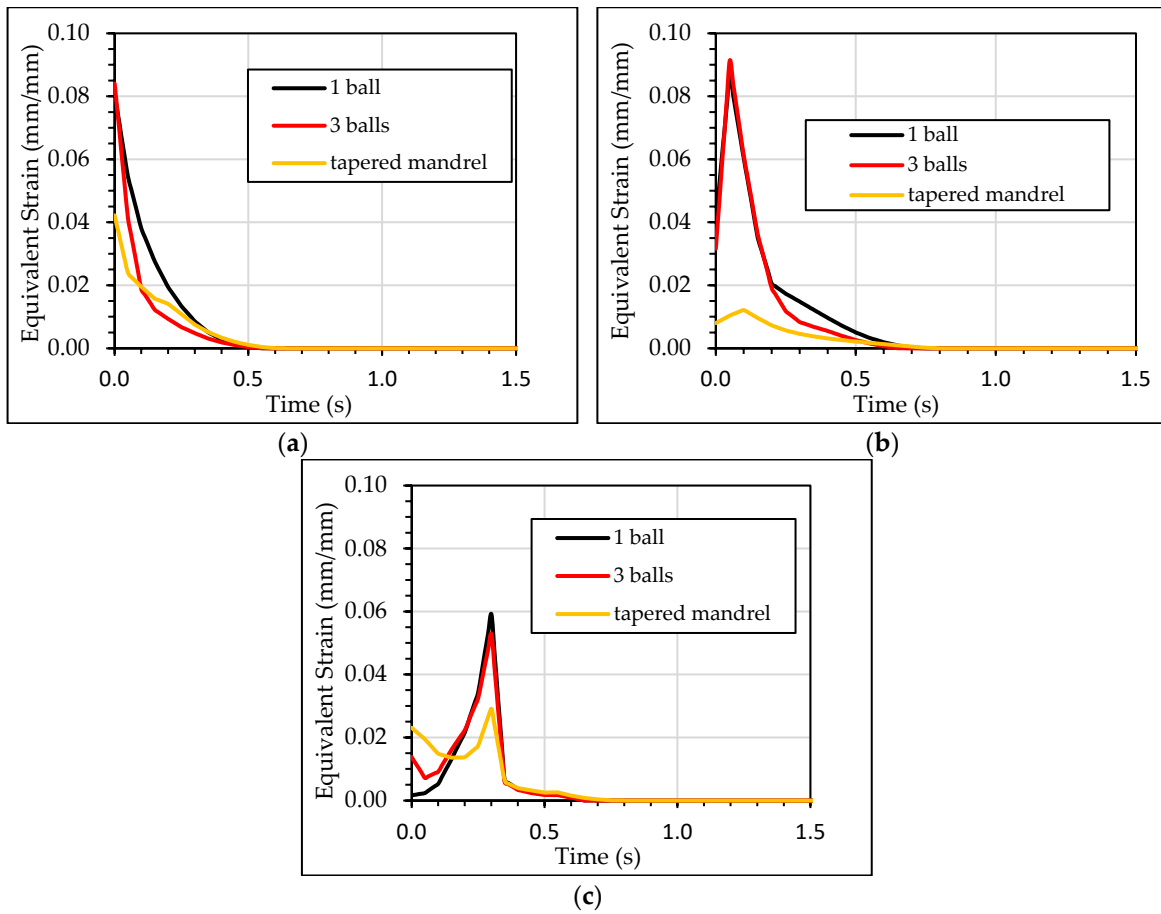 Equivalent Strain (mm/mm)
0.10
0.08
0.06
0.04
0.02
0.00
1 ball
3 balls
tapered mandrel
0.0
0.5
1.0
1.5
Time (s)
(a)
Equivalent Strain (mm/mm)
0.10
0.08
0.06
0.04
0.02
0.00
1 ball
3 balls
tapered mandrel
0.0
0.5
1.0
1.5
Time (s)
(b)
Equivalent Strain (mm/mm)
0.10
0.08
0.06
0.04
0.02
0.00
1 ball
3 balls
tapered mandrel
0.0
0.5
1.0
1.5
Time (s)
(c)